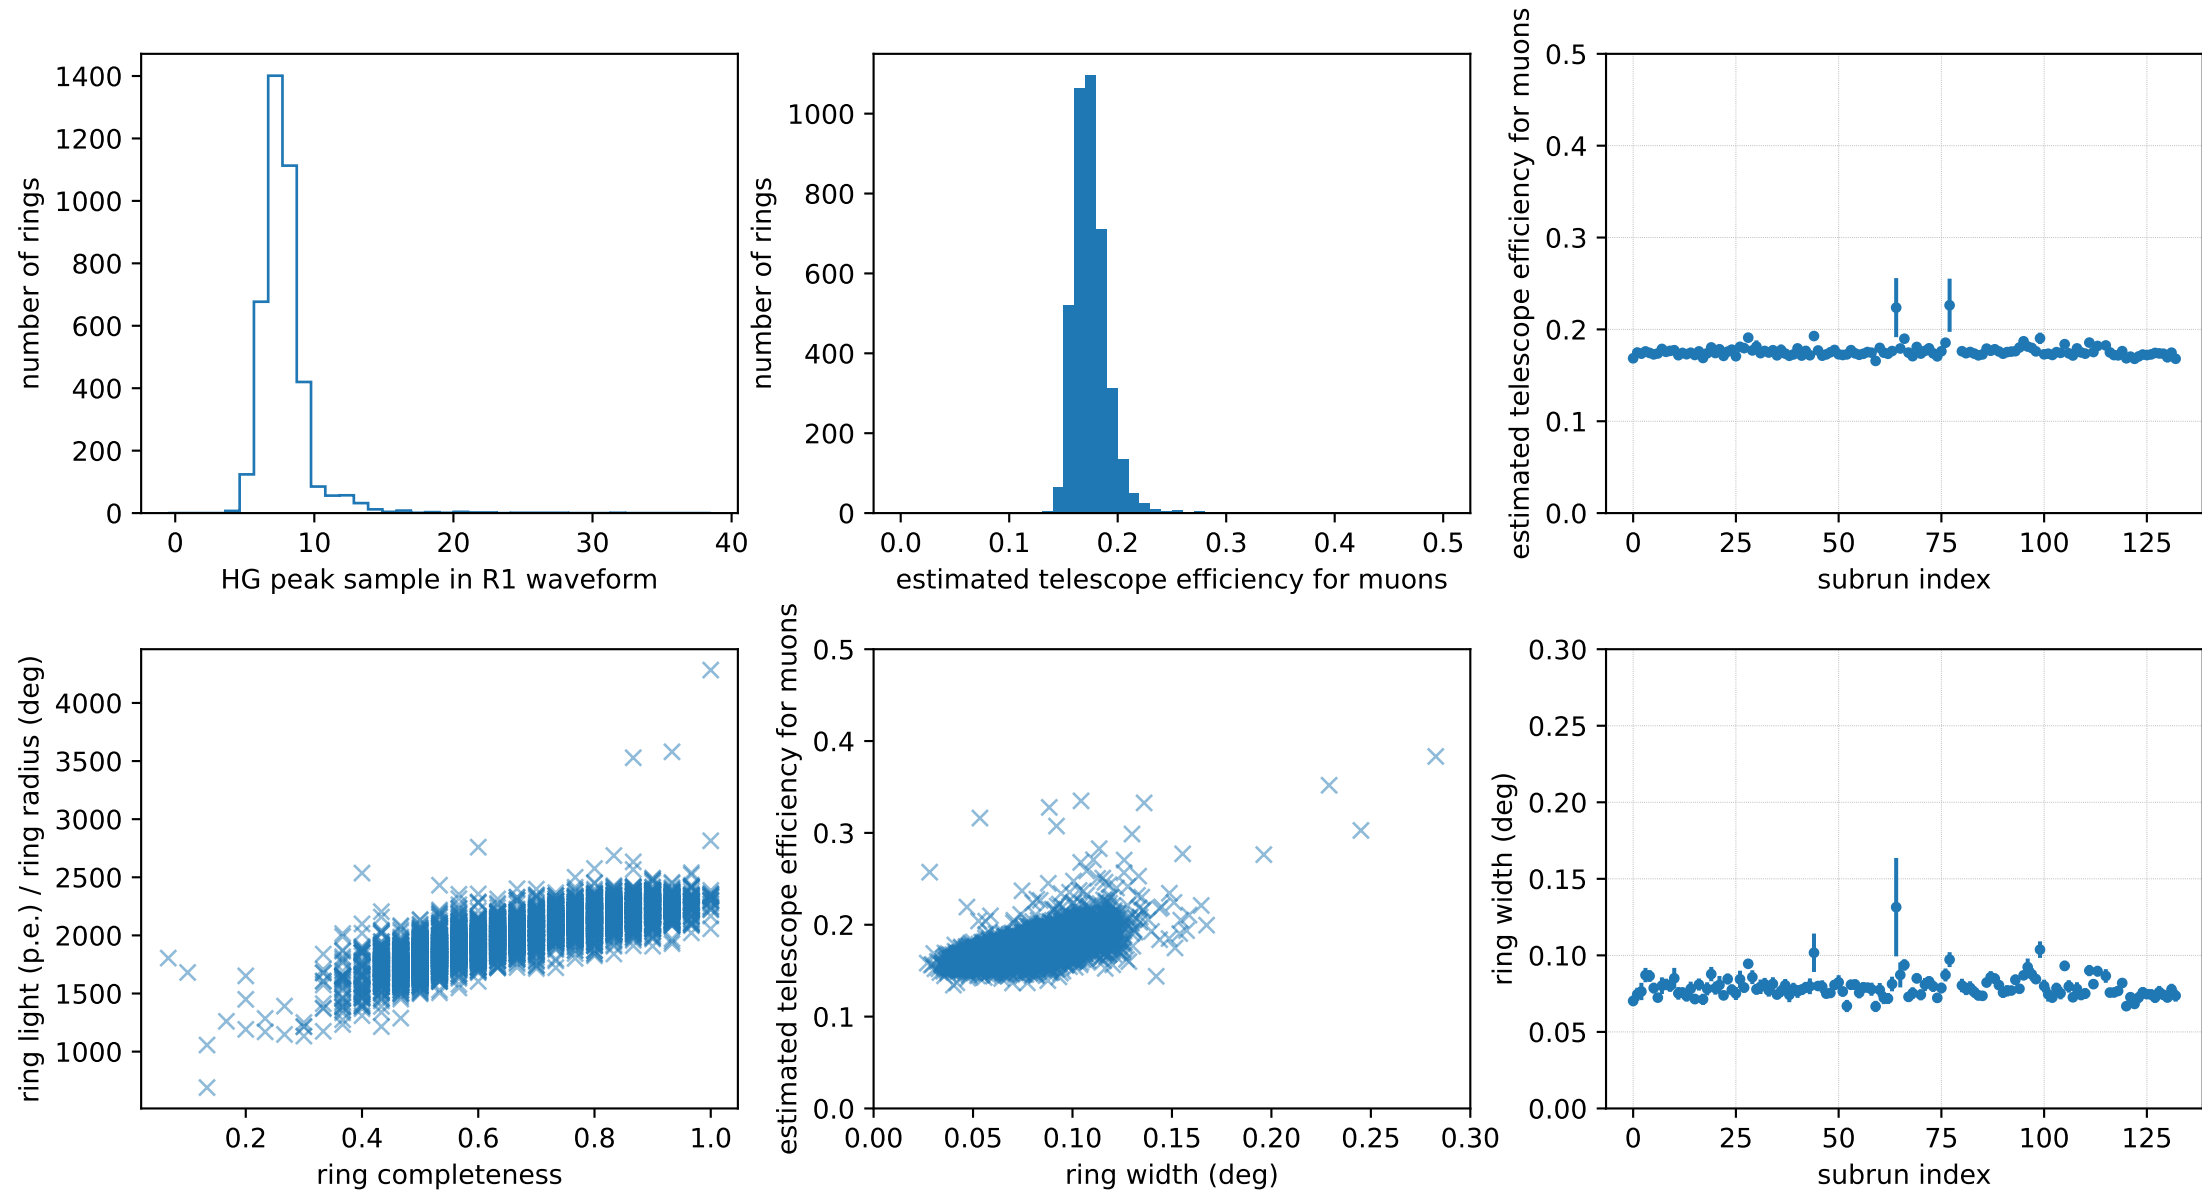 number of rings
1400
1200
1000
800
600
400
200
0
0 10 20 30 40
HG peak sample in R1 waveform
number of rings
1000
800
600
400
200
0
0.0 0.1 0.2 0.3 0.4 0.5
estimated telescope efficiency for muons
estimated telescope efficiency for muons
0.5
0.4
0.3
0.2
0.1
0.0
0 25 50 75 100 125
subrun index
ring light (p.e.) / ring radius (deg)
4000
3500
3000
2500
2000
1500
1000
0.2 0.4 0.6 0.8 1.0
ring completeness
estimated telescope efficiency for muons
0.5
0.4
0.3
0.2
0.1
0.0
0.00 0.05 0.10 0.15 0.20 0.25 0.30
ring width (deg)
ring width (deg)
0.30
0.25
0.20
0.15
0.10
0.05
0.00
0 25 50 75 100 125
subrun index